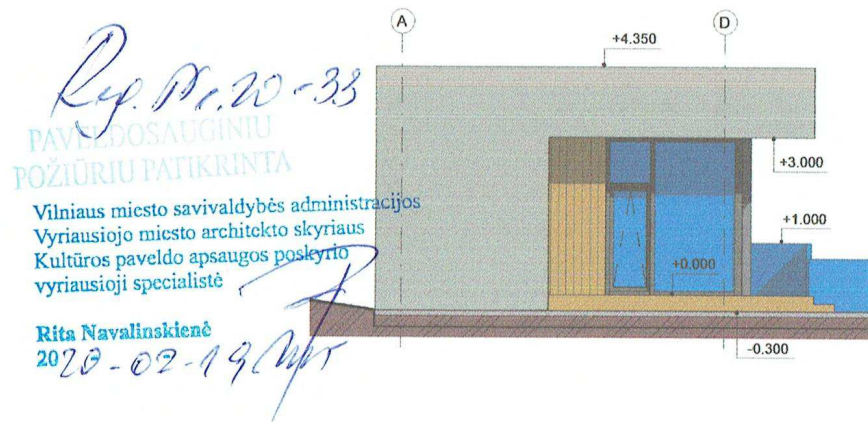 A
D
+4.350
Reg. Nr. 20-33
PAVELDOSAUGINIU
POŽIŪRIU PATIKRINTA
+3.000
Vilniaus miesto savivaldybės administracijos
Vyriausiojo miesto architekto skyriaus
Kultūros paveldo apsaugos poskyrio
vyriausioji specialistė
+1.000
+0.000
Rita Navalinskienė
2020-02-19
-0.300